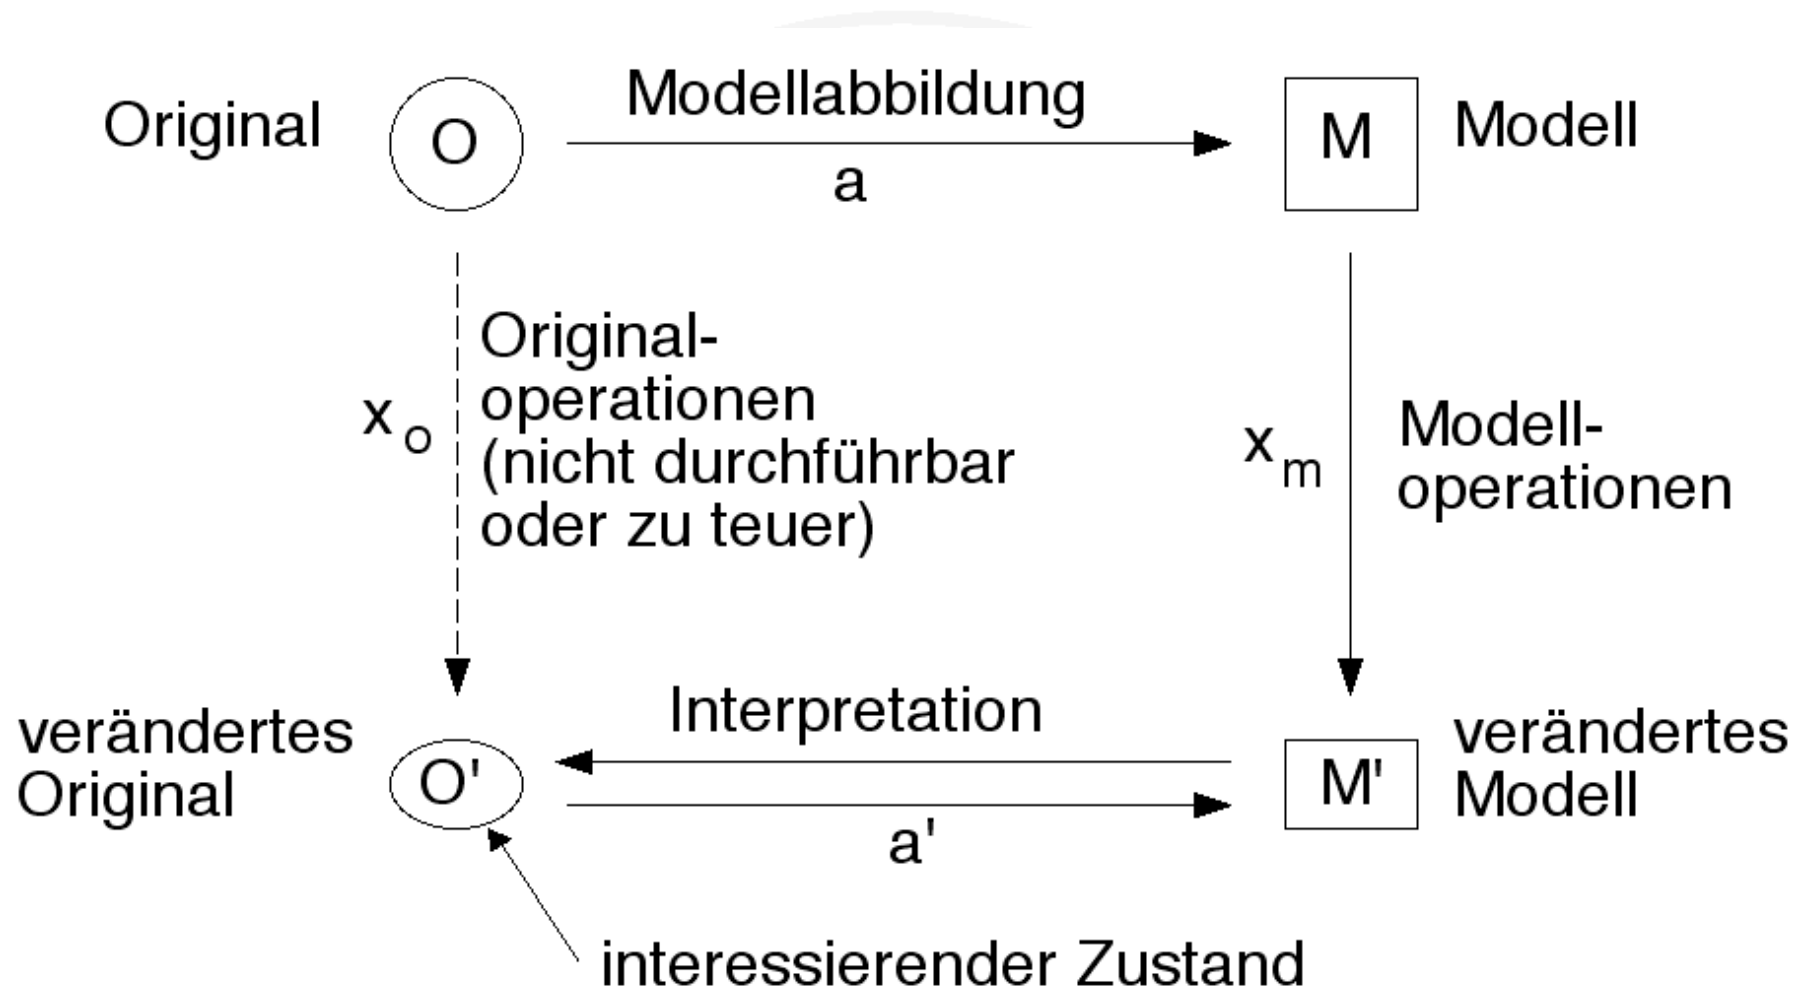 Original
O
Modellabbildung
a
M
Modell
x o
Original-
operationen
(nicht durchführbar
oder zu teuer)
x m
Modell-
operationen
verändertes
Original
O'
Interpretation
a'
M'
verändertes
Modell
interessierender Zustand